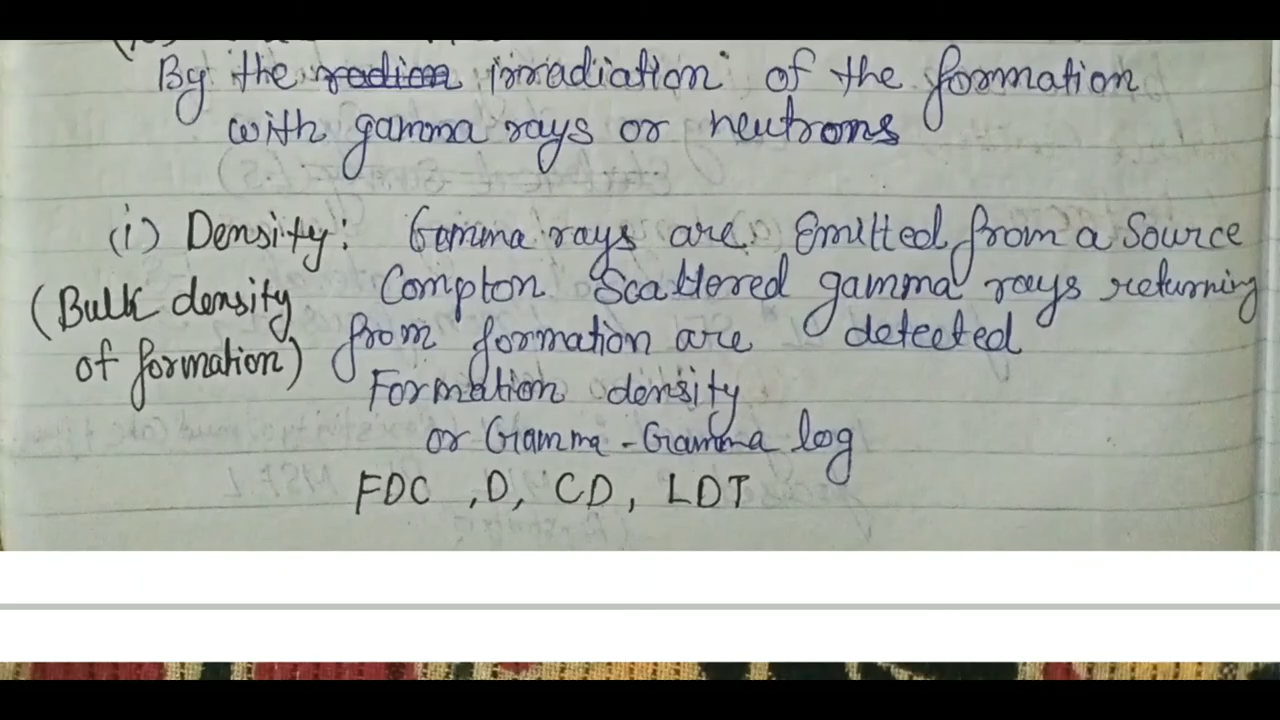 By the radion irradiation of the formation
with gamma rays or neutrons
(i) Density: Gamma rays are Emitted from a Source
(Bulk density
of formation)
Compton Scattered gamma rays returning
from formation are detected
Formation density
or Gamma-Gamma log
FDC , D, CD, LDT